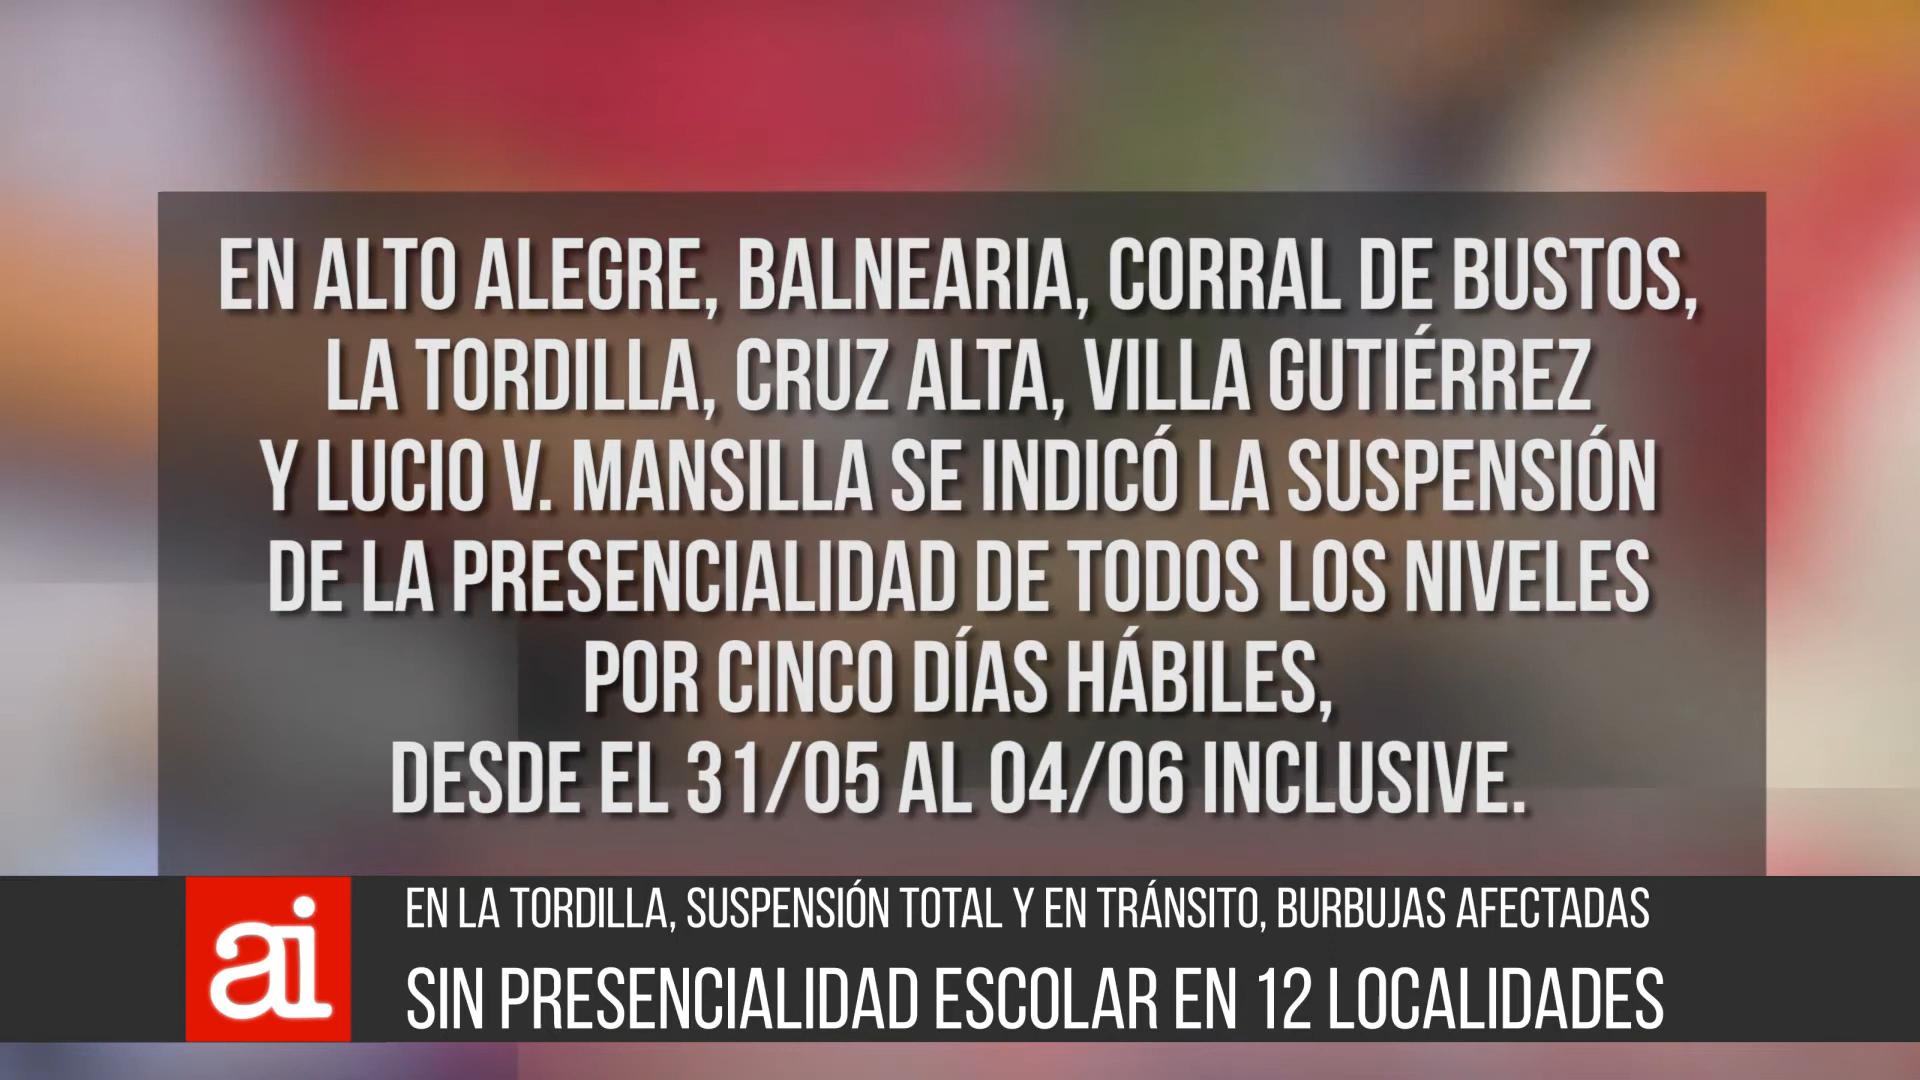 EN ALTO ALEGRE, BALNEARIA, CORRAL DE BUSTOS,
LA TORDILLA, CRUZ ALTA, VILLA GUTIÉRREZ
Y LUCIO V. MANSILLA SE INDICÓ LA SUSPENSIÓN
DE LA PRESENCIALIDAD DE TODOS LOS NIVELES
POR CINCO DÍAS HÁBILES,
DESDE EL 31/05 AL 04/06 INCLUSIVE.
ai
EN LA TORDILLA, SUSPENSIÓN TOTAL Y EN TRÁNSITO, BURBUJAS AFECTADAS
SIN PRESENCIALIDAD ESCOLAR EN 12 LOCALIDADES